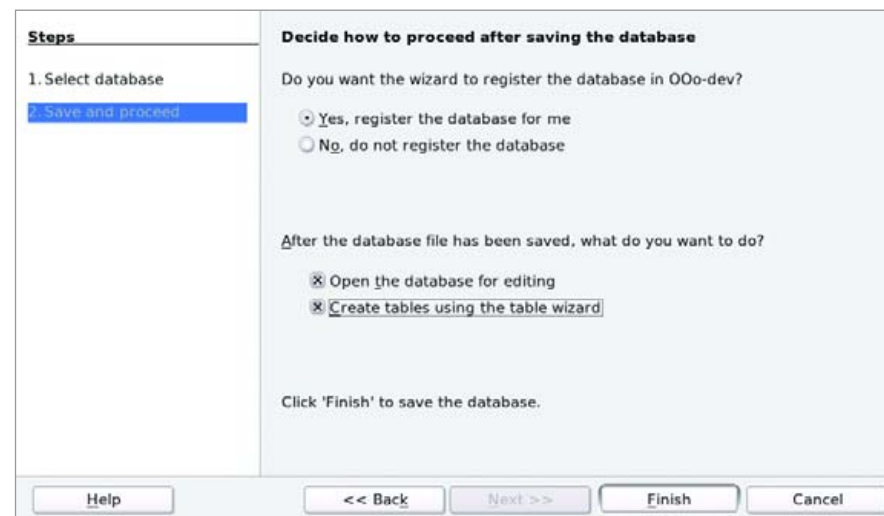 Steps
1. Select database
2. Save and proceed
Decide how to proceed after saving the database
Do you want the wizard to register the database in OOo-dev?
Yes, register the database for me
No, do not register the database
After the database file has been saved, what do you want to do?
Open the database for editing
Create tables using the table wizard
Click 'Finish' to save the database.
Help
<< Back
Next >>
Finish
Cancel